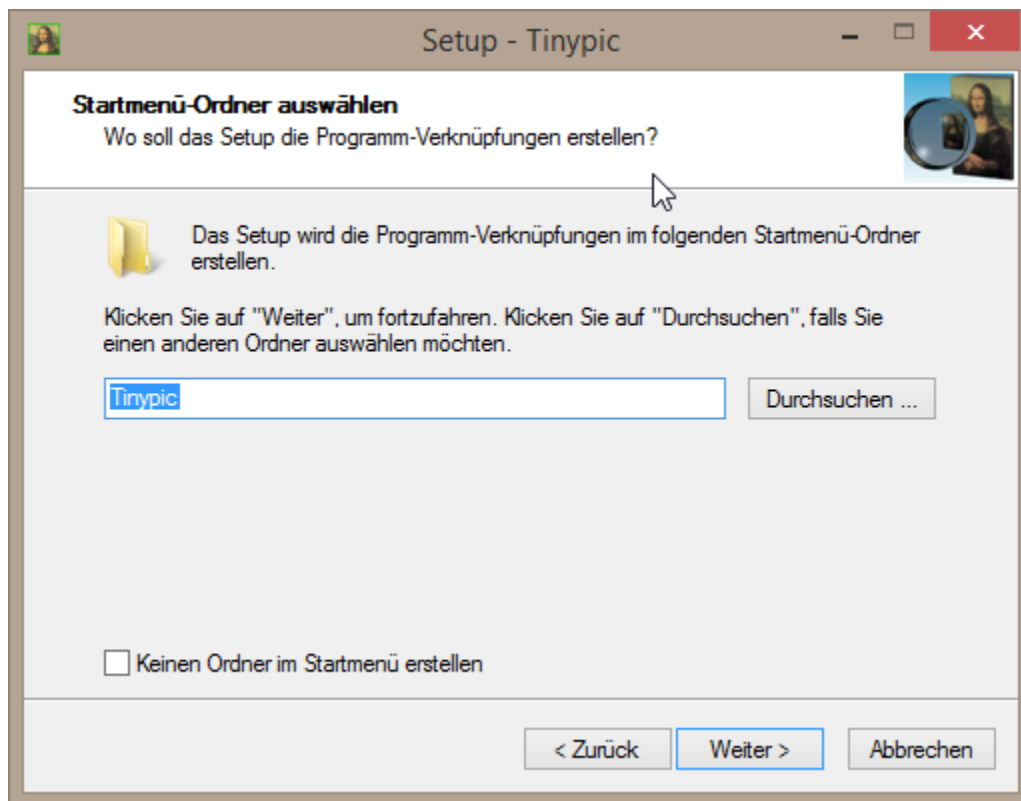 Setup - Tinypic
Startmenü-Ordner auswählen
Wo soll das Setup die Programm-Verknüpfungen erstellen?
Das Setup wird die Programm-Verknüpfungen im folgenden Startmenü-Ordner
erstellen.
Klicken Sie auf "Weiter", um fortzufahren. Klicken Sie auf "Durchsuchen", falls Sie
einen anderen Ordner auswählen möchten.
Tinypic
Durchsuchen ...
Keinen Ordner im Startmenü erstellen
< Zurück
Weiter >
Abbrechen